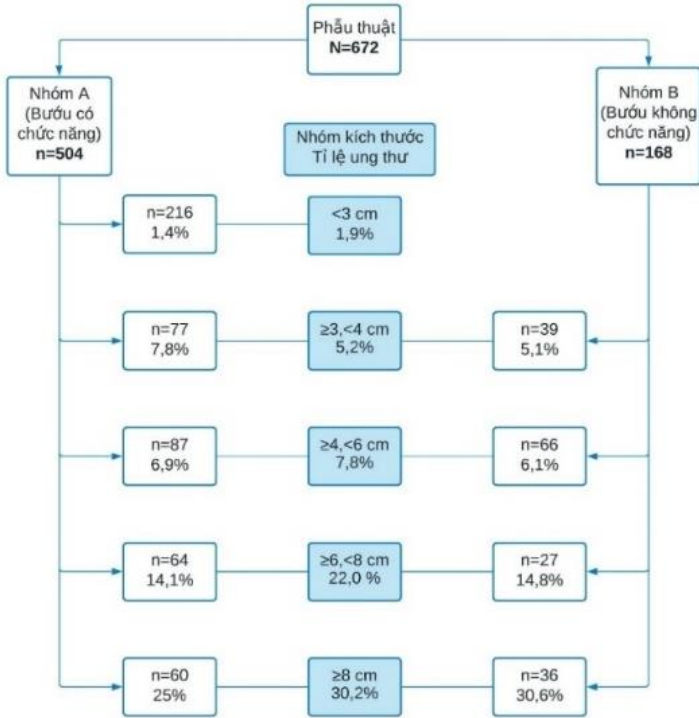 Phẫu thuật
N=672
Nhóm A
(Bướu có
chức năng)
n=504
Nhóm B
(Bướu không
chức năng)
n=168
Nhóm kích thước
Tỉ lệ ung thư
n=216
1,4%
<3 cm
1,9%
n=77
7,8%
≥3,<4 cm
5,2%
n=39
5,1%
n=87
6,9%
≥4,<6 cm
7,8%
n=66
6,1%
n=64
14,1%
≥6,<8 cm
22,0 %
n=27
14,8%
n=60
25%
≥8 cm
30,2%
n=36
30,6%